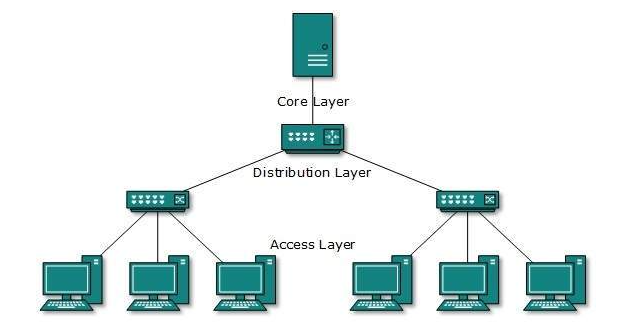 Core Layer
Distribution Layer
Access Layer